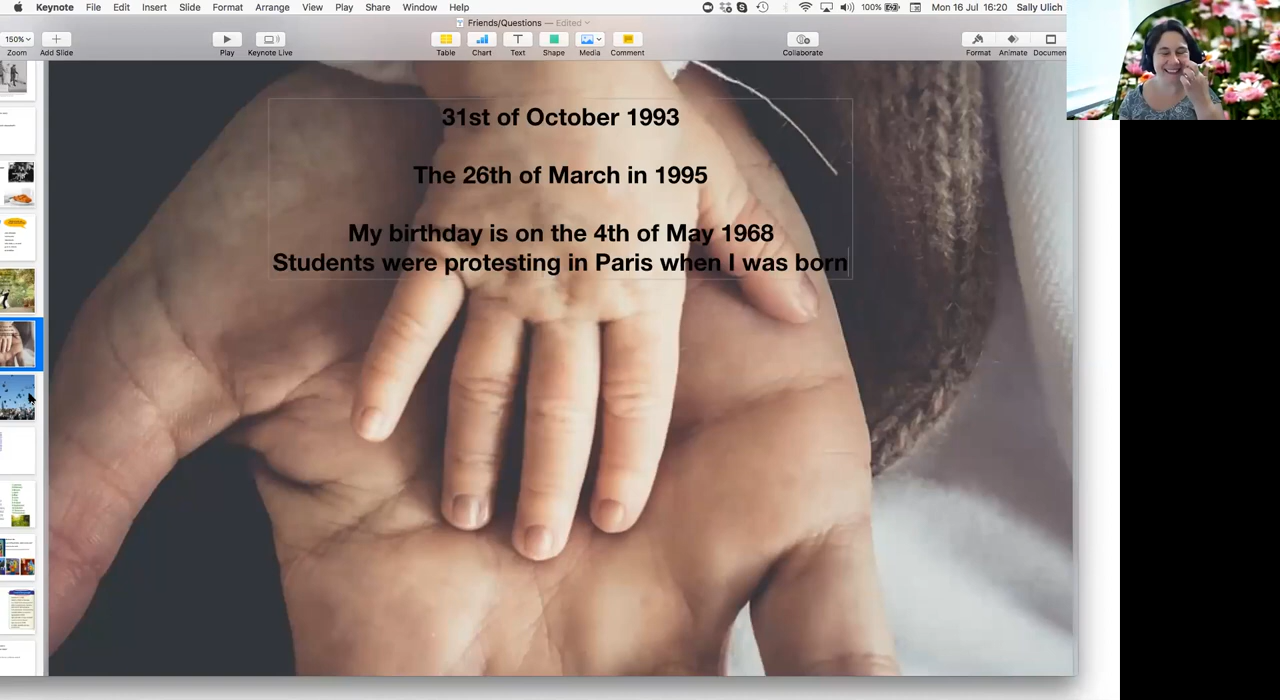 Keynote File Edit Insert Slide Format Arrange View Play Share Window Help 100% Mon 16 Jul 16:20 Sally Ulich
Friends/Questions — Edited
150%
Zoom Add Slide Play Keynote Live Table Chart Text Shape Media Comment Collaborate Format Animate Documen
31st of October 1993
The 26th of March in 1995
My birthday is on the 4th of May 1968
Students were protesting in Paris when I was born